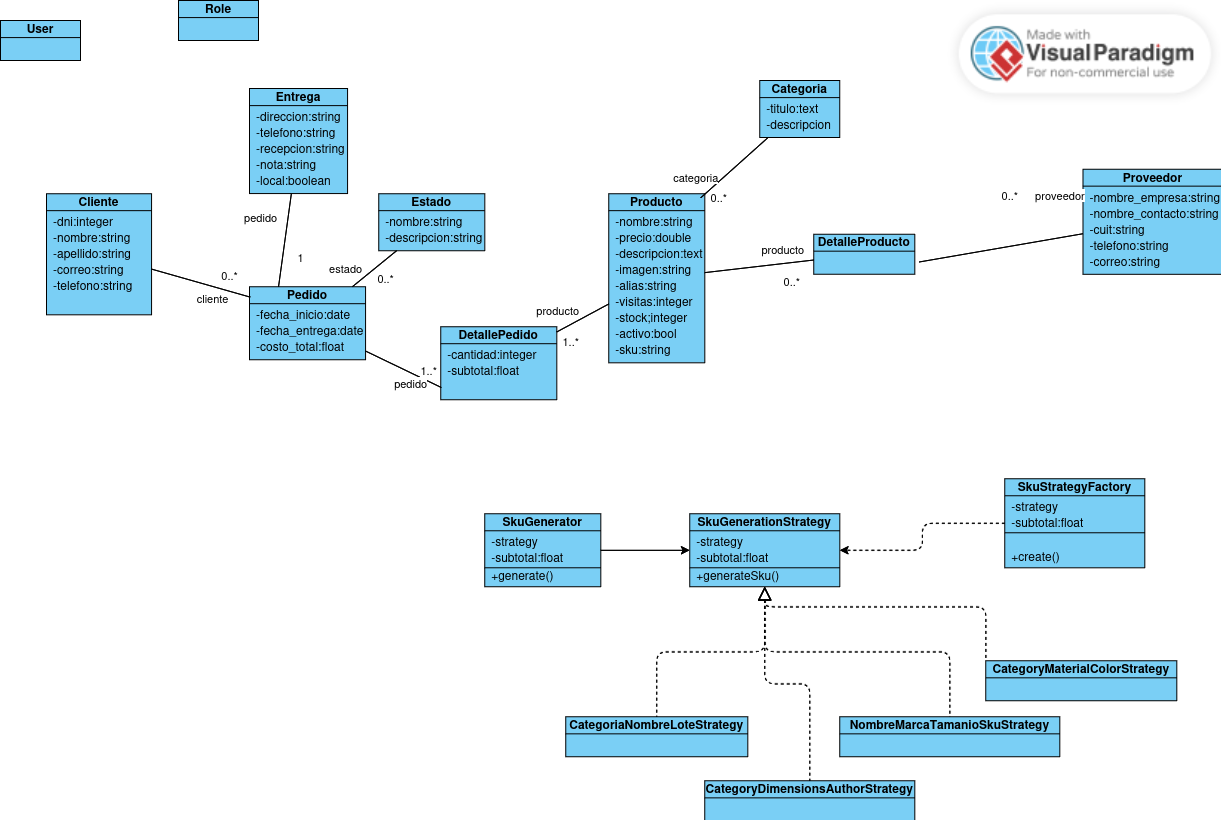 Role
User
Made with
Visual Paradigm
For non-commercial use
Entrega
-direccion:string
-telefono:string
-recepcion:string
-nota:string
-local:boolean
Categoria
-titulo;text
-descripcion
Cliente
-dni:integer
-nombre:string
-apellido:string
-correo:string
-telefono:string
Estado
-nombre:string
-descripcion:string
Producto
-nombre:string
-precio:double
-descripcion:text
-imagen:string
-alias:string
-visitas:integer
-stock;integer
-activo:bool
-sku:string
DetalleProducto
Proveedor
-nombre_empresa:string
-nombre_contacto:string
-cuit:string
-telefono:string
-correo:string
categoria
0..*
0..*
proveedor
pedido
1
estado
0..*
0..*
cliente
producto
0..*
Pedido
-fecha_inicio:date
-fecha_entrega:date
-costo_total:float
producto
1..*
DetallePedido
-cantidad:integer
-subtotal:float
1..*
pedido
SkuGenerator
-strategy
-subtotal:float
+generate()
SkuGenerationStrategy
-strategy
-subtotal:float
+generateSku()
SkuStrategyFactory
-strategy
-subtotal:float
+create()
CategoryMaterialColorStrategy
CategoriaNombreLoteStrategy
NombreMarcaTamanioSkuStrategy
CategoryDimensionsAuthorStrategy